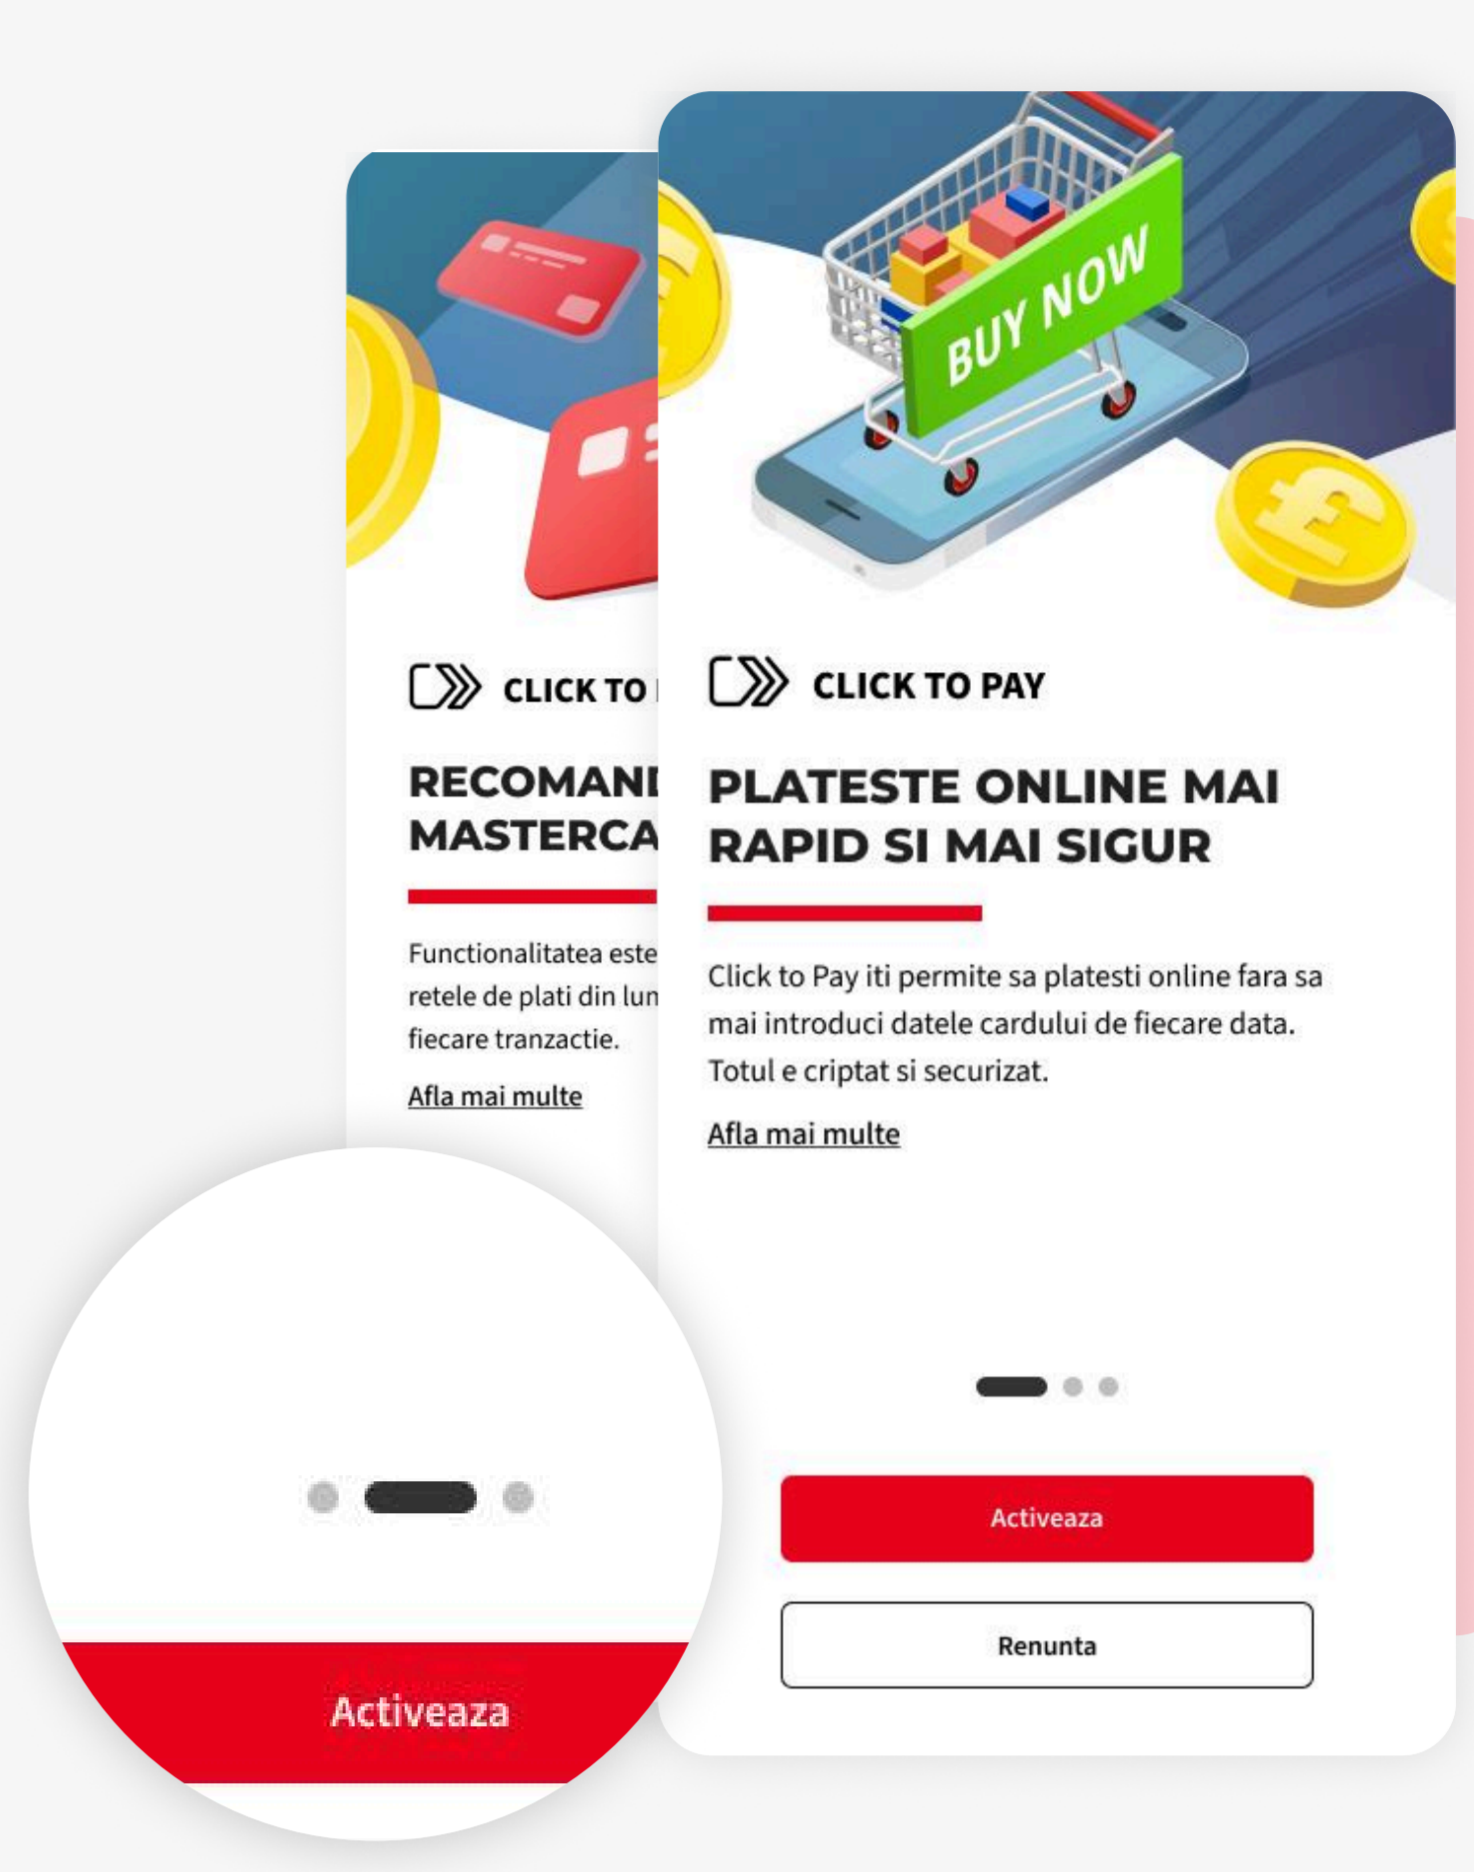 BUY NOW
CLICK TO
RECOMAND
MASTERCA
Functionalitatea este
retele de plati din lun
fiecare tranzactie.
Afla mai multe
CLICK TO PAY
PLATESTE ONLINE MAI
RAPID SI MAI SIGUR
Click to Pay iti permite sa platesti online fara sa
mai introduci datele cardului de fiecare data.
Totul e criptat si securizat.
Afla mai multe
Activeaza
Renunta
Activeaza